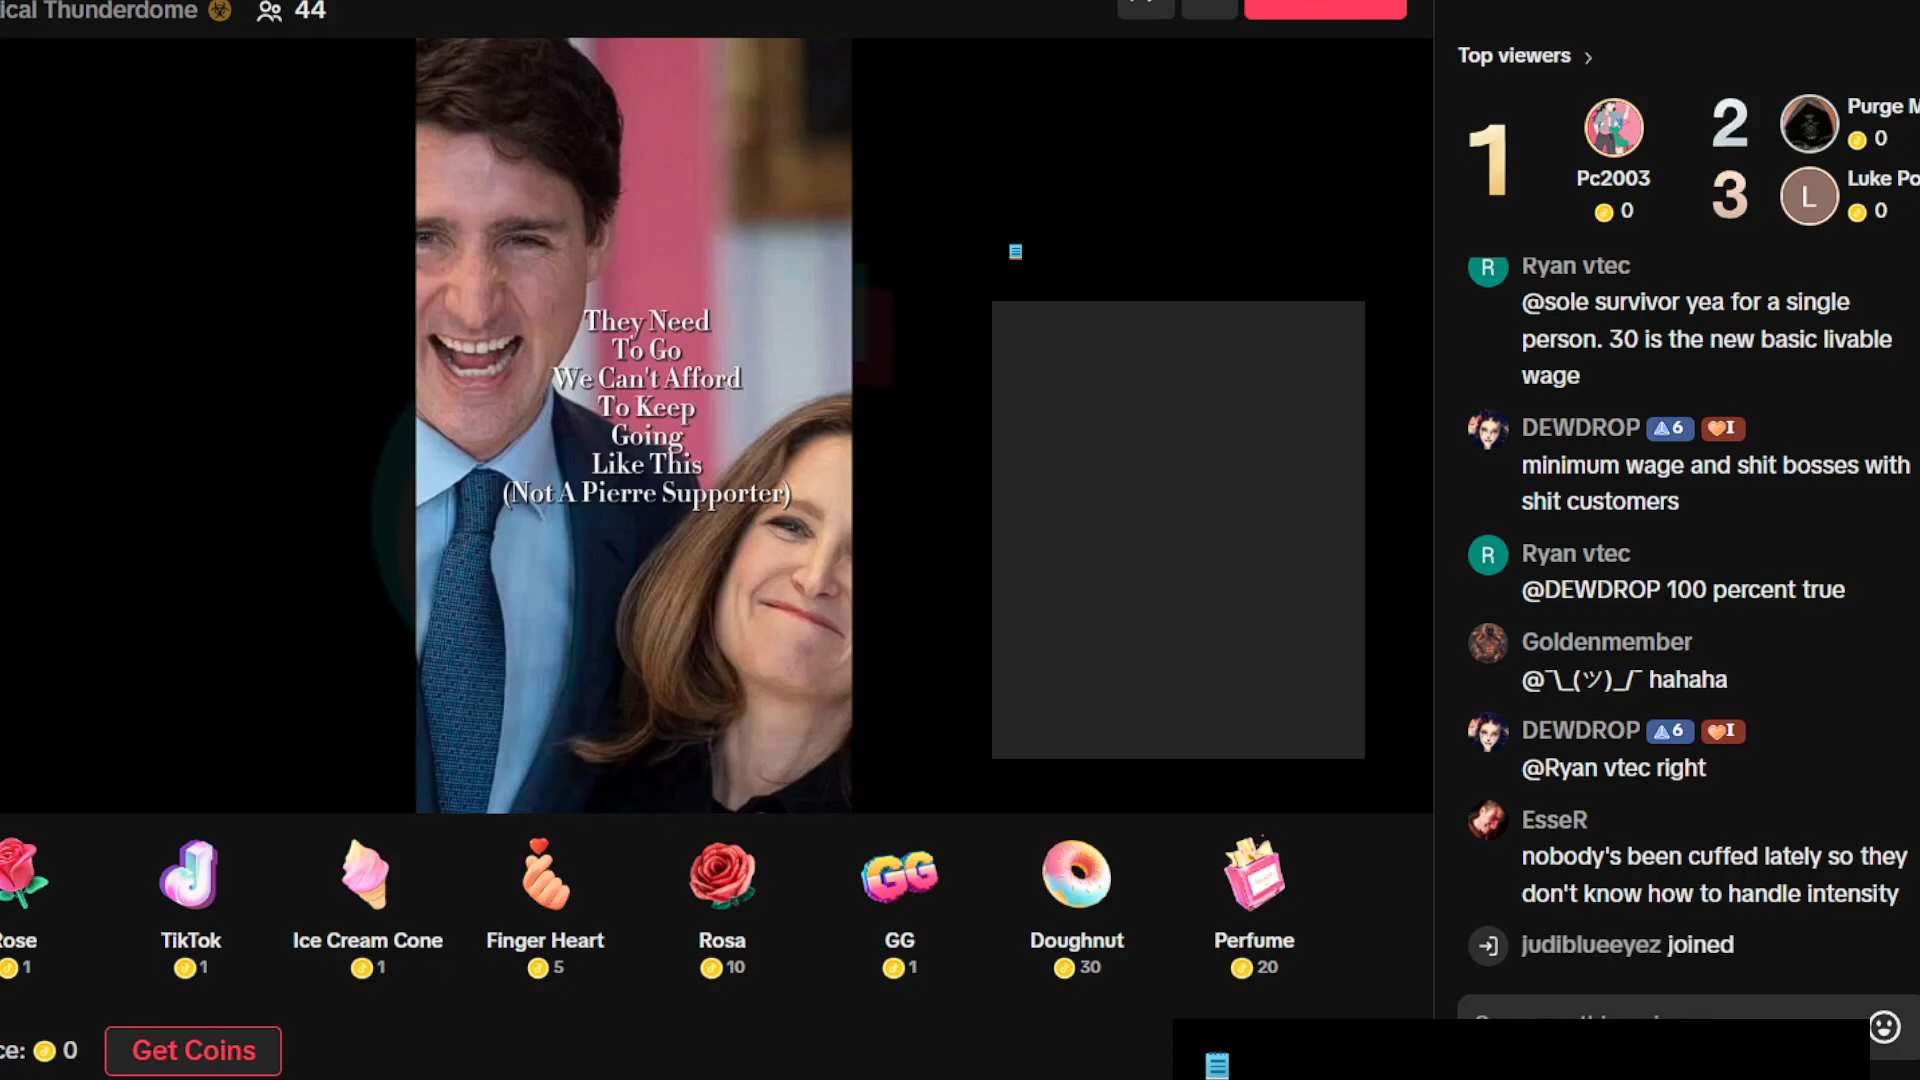 ical Thunderdome
44
They Need
To Go
We Can't Afford
To Keep
Going
Like This
(Not A Pierre Supporter)
Rose
1
TikTok
1
Ice Cream Cone
1
Finger Heart
5
Rosa
10
GG
GG
1
Doughnut
30
Perfume
20
ce: 0
Get Coins
Top viewers >
1
Pc2003
0
2
Purge M
0
3
L
Luke Po
0
R
Ryan vtec
@sole survivor yea for a single
person. 30 is the new basic livable
wage
DEWDROP 6 I
minimum wage and shit bosses with
shit customers
R
Ryan vtec
@DEWDROP 100 percent true
Goldenmember
@¯\_(ツ)_/¯ hahaha
DEWDROP 6 I
@Ryan vtec right
EsseR
nobody's been cuffed lately so they
don't know how to handle intensity
judiblueeyez joined